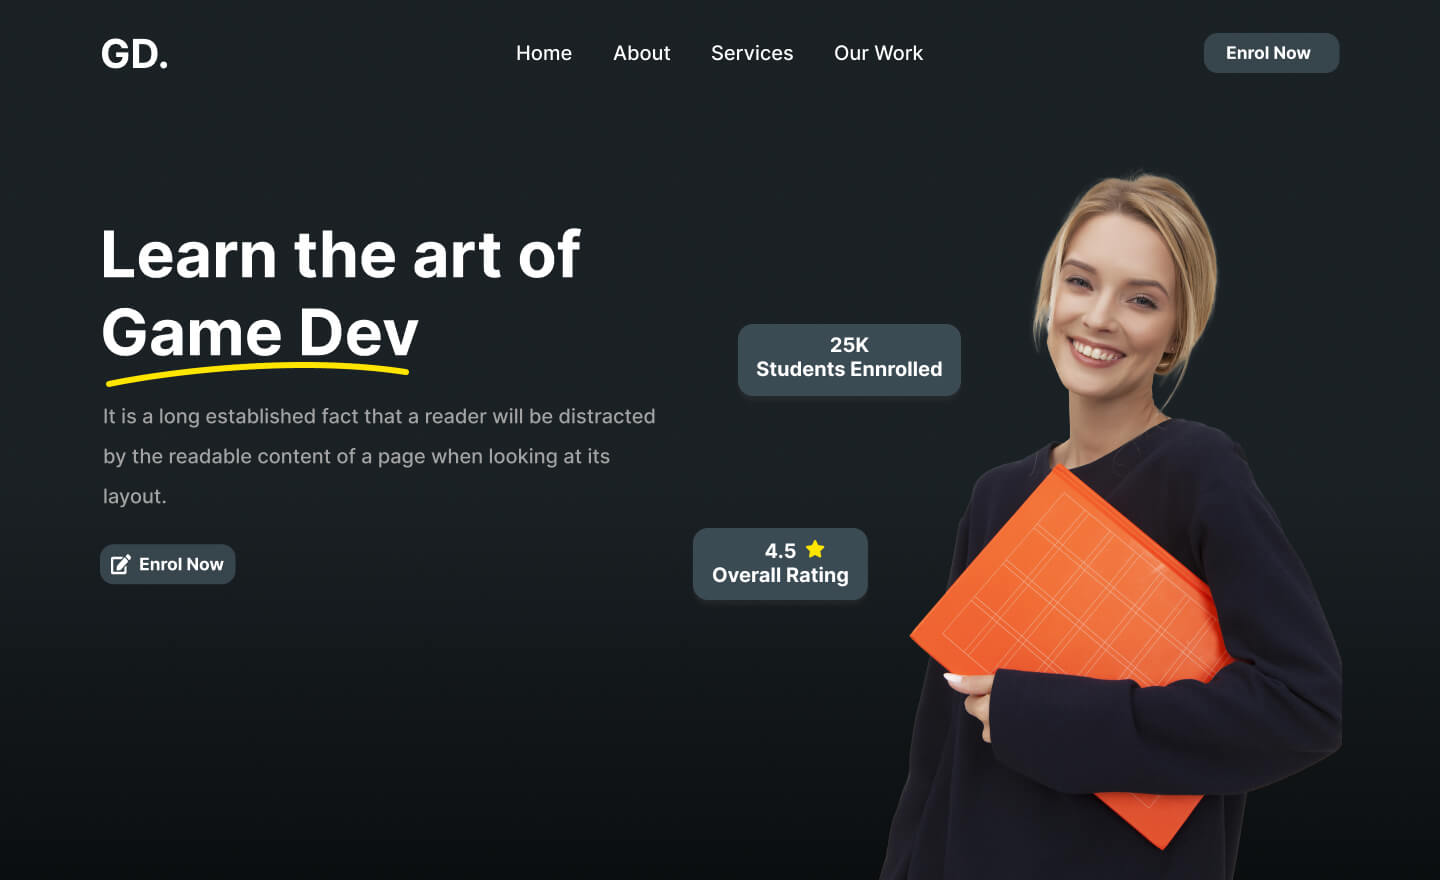 GD.
Home About Services Our Work
Enrol Now
Learn the art of
Game Dev
It is a long established fact that a reader will be distracted
by the readable content of a page when looking at its
layout.
Enrol Now
25K
Students Ennrolled
4.5
Overall Rating